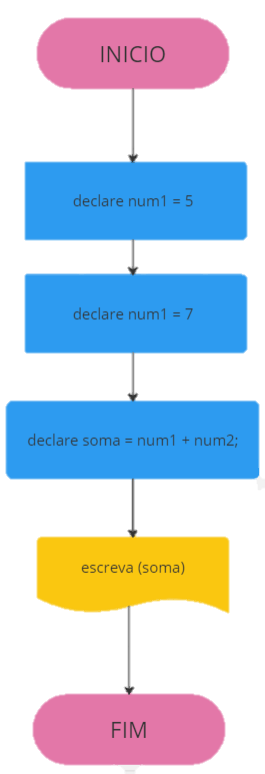 INICIO
declare num1 = 5
declare num1 = 7
declare soma = num1 + num2;
escreva (soma)
FIM